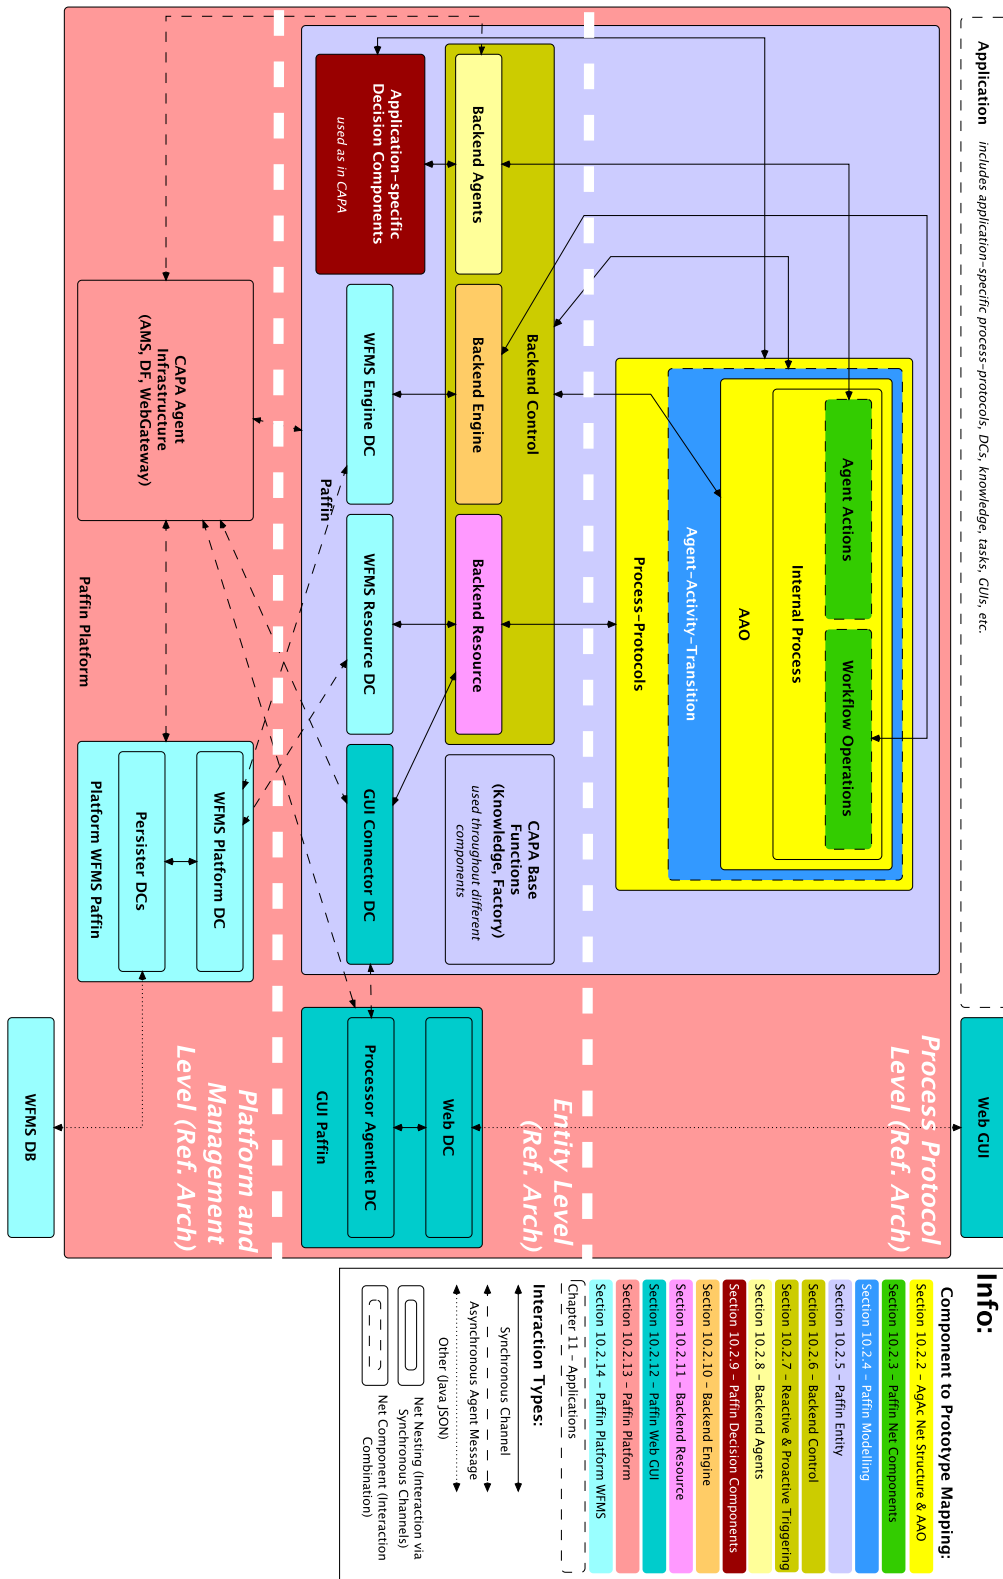 Application includes application-specific process-protocols, DCs, knowledge, tasks, GUIs, etc.
Web GUI
Process Protocol
Level (Ref. Arch)
Agent Actions
Workflow Operations
Internal Process
AAO
Agent-Activity-Transition
Process-Protocols
Entity Level
(Ref. Arch)
Backend Control
Backend Agents
Backend Engine
Backend Resource
CAPA Base
Functions
(Knowledge, Factory)
used throughout different
components
Application-specific
Decision Components
used as in CAPA
WFMS Engine DC
WFMS Resource DC
GUI Connector DC
Paffin
Web DC
Processor Agentlet DC
GUI Paffin
Platform and
Management
Level (Ref. Arch)
CAPA Agent
Infrastructure
(AMS, DF, WebGateway)
WFMS Platform DC
Persister DCs
Platform WFMS Paffin
Paffin Platform
WFMS DB
Info:
Component to Prototype Mapping:
Section 10.2.2 - AgAc Net Structure & AAO
Section 10.2.3 - Paffin Net Components
Section 10.2.4 - Paffin Modelling
Section 10.2.5 - Paffin Entity
Section 10.2.6 - Backend Control
Section 10.2.7 - Reactive & Proactive Triggering
Section 10.2.8 - Backend Agents
Section 10.2.9 - Paffin Decision Components
Section 10.2.10 - Backend Engine
Section 10.2.11 - Backend Resource
Section 10.2.12 - Paffin Web GUI
Section 10.2.13 - Paffin Platform
Section 10.2.14 - Paffin Platform WFMS
Chapter 11 - Applications
Interaction Types:
Synchronous Channel
Asynchronous Agent Message
Other (Java JSON)
Net Nesting (Interaction via
Synchronous Channels)
Net Component (Interaction
Combination)